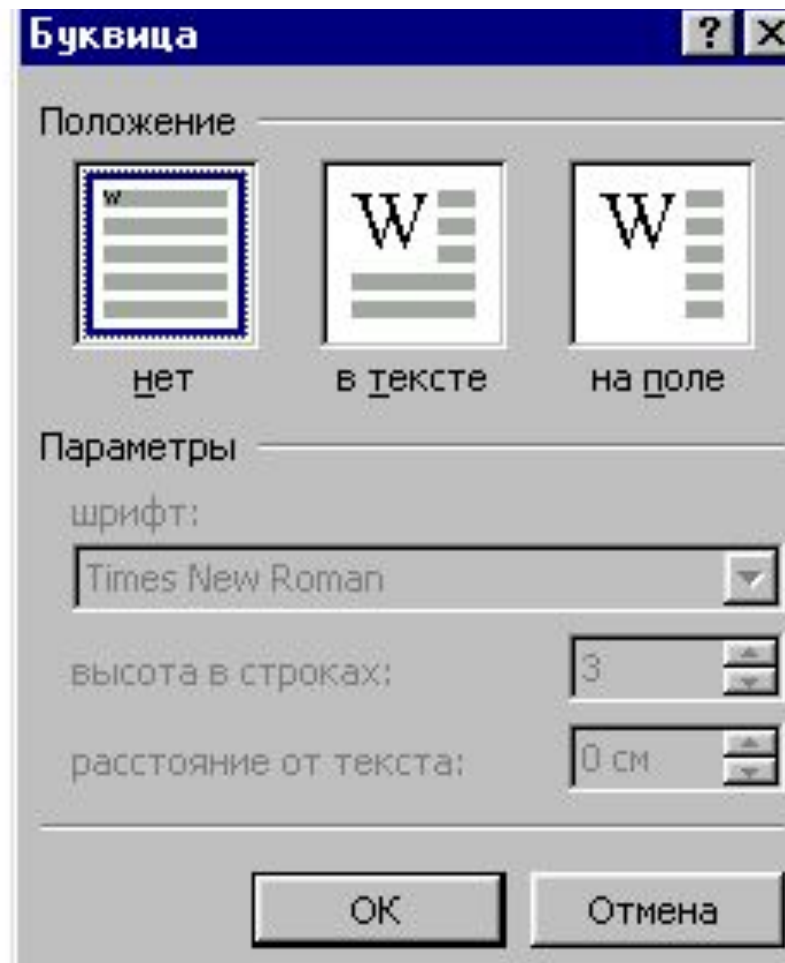 Буквица
Положение
W W W
нет в тексте на поле
Параметры
шрифт:
Times New Roman
высота в строках: 3
расстояние от текста: 0 см
ОК Отмена